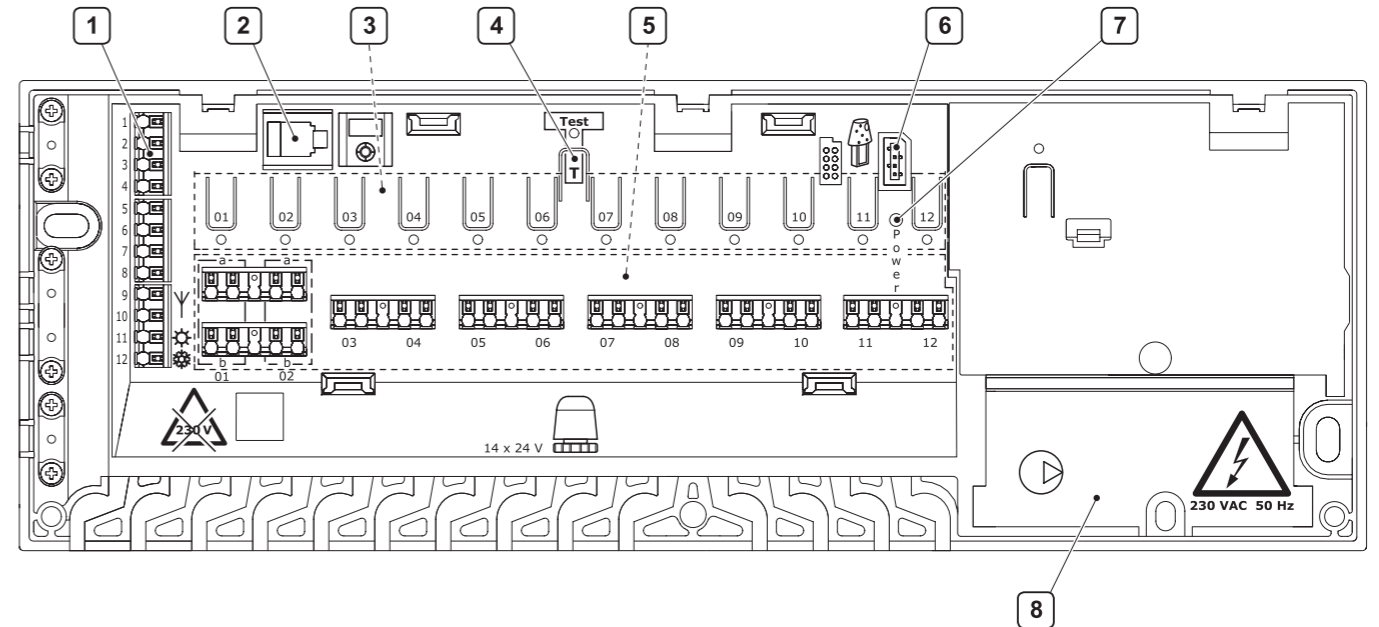 1 2 3 4 5 6 7
Test
T
1
2
3
4
5
6
7
8
9
10
11
12
01 02 03 04 05 06 07 08 09 10 11 12
Power
a a
03 04 05 06 07 08 09 10 11 12
b b
01 02
230 V
14 x 24 V
230 VAC 50 Hz
8